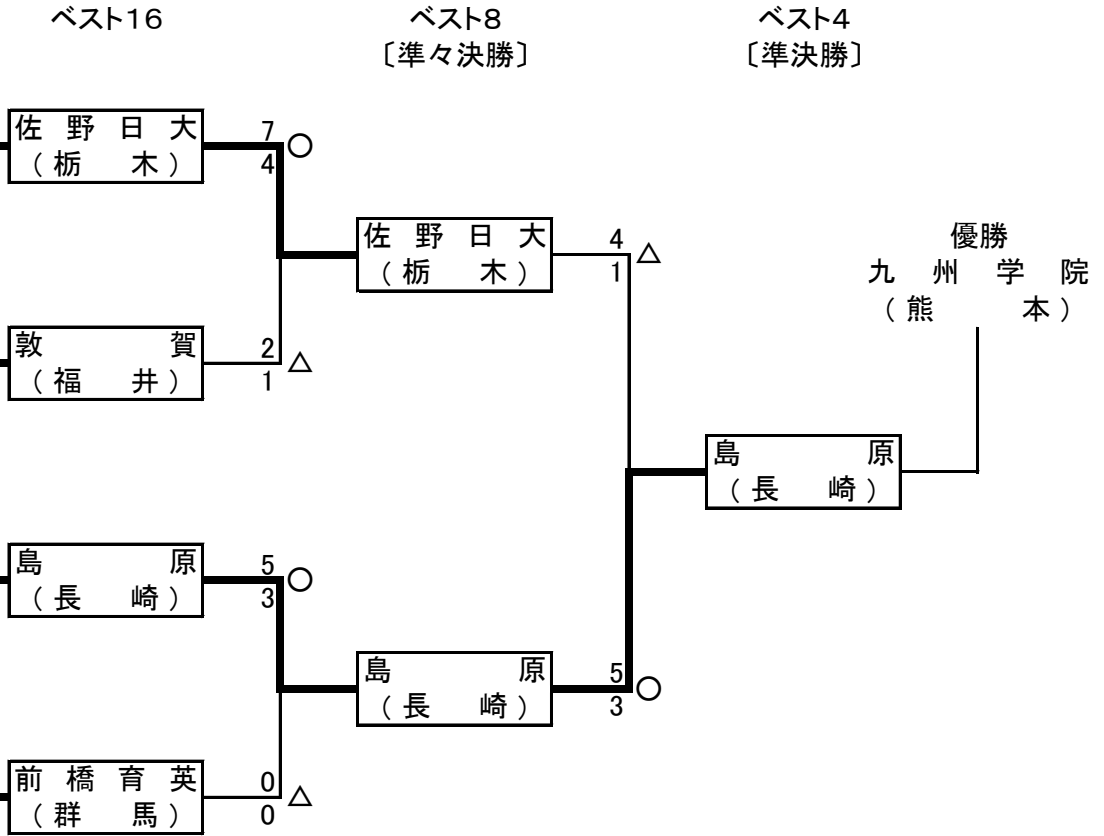 ベスト16
ベスト8
〔準々決勝〕
ベスト4
〔準決勝〕
佐野日大
(栃木)
7
4
○
敦賀
(福井)
2
1
△
島原
(長崎)
5
3
○
前橋育英
(群馬)
0
0
△
佐野日大
(栃木)
4
1
△
島原
(長崎)
5
3
○
島原
(長崎)
優勝
九州学院
(熊本)